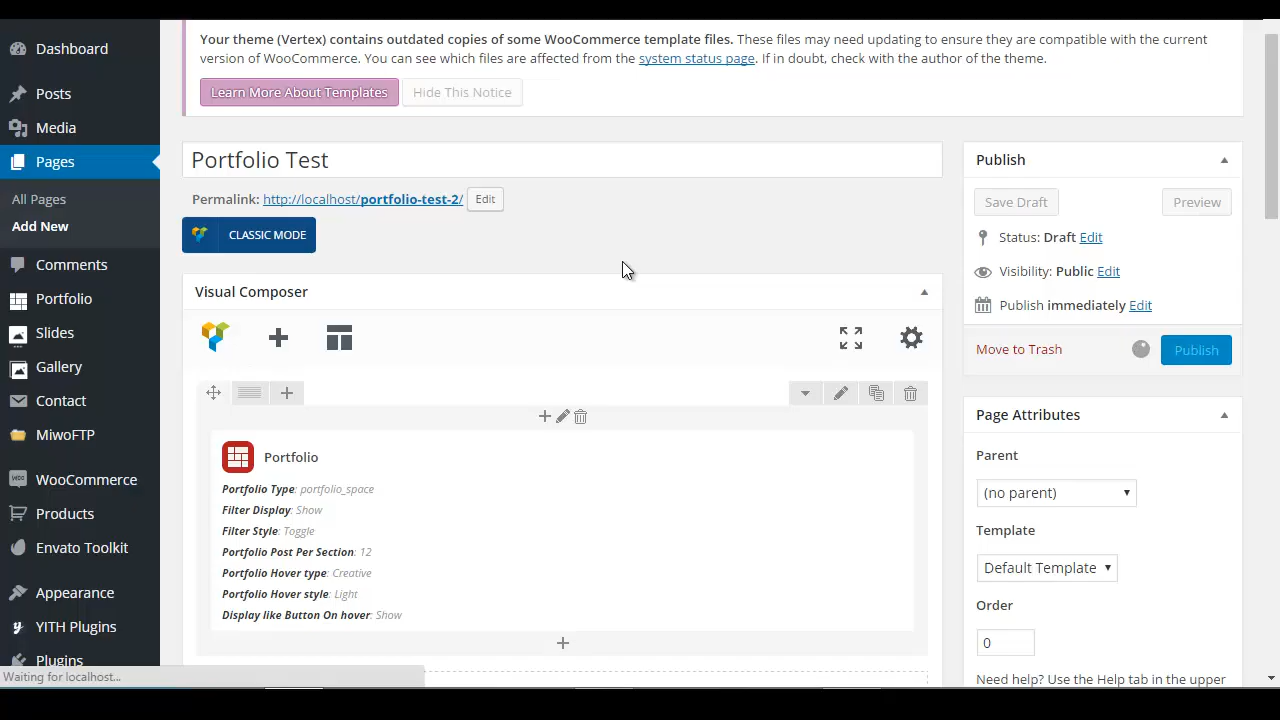 Your theme (Vertex) contains outdated copies of some WooCommerce template files. These files may need updating to ensure they are compatible with the current
version of WooCommerce. You can see which files are affected from the system status page. If in doubt, check with the author of the theme.
Learn More About Templates
Hide This Notice
Dashboard
Posts
Media
Pages
All Pages
Add New
Comments
Portfolio
Slides
Gallery
Contact
MiwoFTP
WooCommerce
Products
Envato Toolkit
Appearance
YITH Plugins
Plugins
Waiting for localhost...
Portfolio Test
Permalink: http://localhost/portfolio-test-2/ Edit
CLASSIC MODE
Visual Composer
Portfolio
Portfolio Type: portfolio_space
Filter Display: Show
Filter Style: Toggle
Portfolio Post Per Section: 12
Portfolio Hover type: Creative
Portfolio Hover style: Light
Display like Button On hover: Show
Publish
Save Draft
Preview
Status: Draft Edit
Visibility: Public Edit
Publish immediately Edit
Move to Trash
Publish
Page Attributes
Parent
(no parent)
Template
Default Template
Order
0
Need help? Use the Help tab in the upper